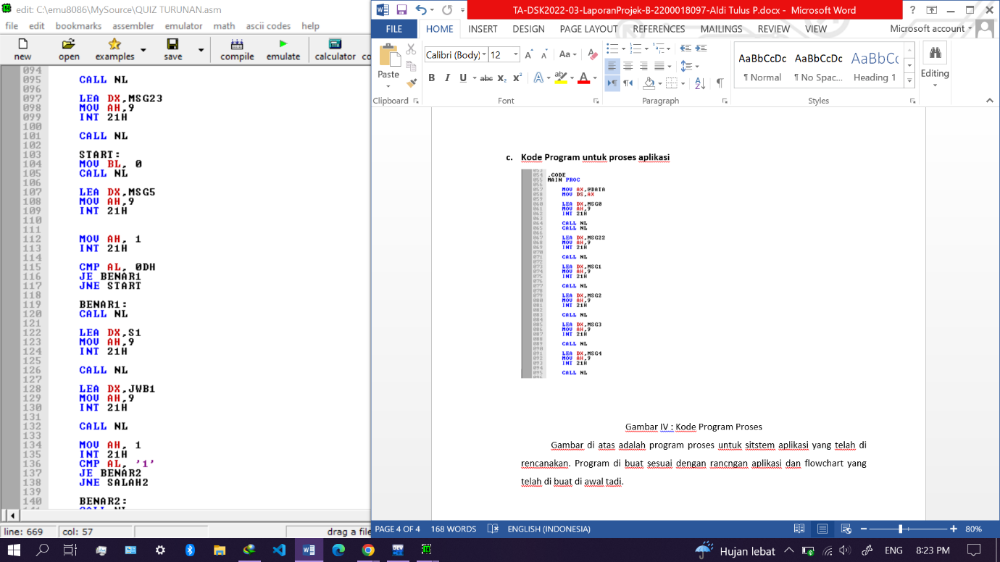 edit: C:\emu8086\MySource\QUIZ TURUNAN.asm
file edit bookmarks assembler emulator math ascii codes help
new open examples save compile emulate calculator co
094
095 CALL NL
096
097 LEA DX,MSG23
098 MOV AH,9
099 INT 21H
100
101 CALL NL
102
103 START:
104 MOV BL, 0
105 CALL NL
106
107 LEA DX,MSG5
108 MOV AH,9
109 INT 21H
110
111
112 MOV AH, 1
113 INT 21H
114
115 CMP AL, 0DH
116 JE BENAR1
117 JNE START
118
119 BENAR1:
120 CALL NL
121
122 LEA DX,S1
123 MOV AH,9
124 INT 21H
125
126 CALL NL
127
128 LEA DX,JWB1
129 MOV AH,9
130 INT 21H
131
132 CALL NL
133
134 MOV AH, 1
135 INT 21H
136 CMP AL, '1'
137 JE BENAR2
138 JNE SALAH2
139
140 BENAR2:
141 CALL NL
line: 669 col: 57 drag a file
TA-DSK2022-03-LaporanProjek-B-2200018097-Aldi Tulus P.docx - Microsoft Word
FILE HOME INSERT DESIGN PAGE LAYOUT REFERENCES MAILINGS REVIEW VIEW Microsoft account
Paste
Calibri (Body) 12
AaBbCcDc AaBbCcDc AaBbCc
¶ Normal ¶ No Spac... Heading 1
Editing
Clipboard Font Paragraph Styles
c. Kode Program untuk proses aplikasi
053
054 .CODE
055 MAIN PROC
056
057 MOV AX,@DATA
058 MOV DS,AX
059
060 LEA DX,MSG0
061 MOV AH,9
062 INT 21H
063
064 CALL NL
065 CALL NL
066
067 LEA DX,MSG22
068 MOV AH,9
069 INT 21H
070
071 CALL NL
072
073 LEA DX,MSG1
074 MOV AH,9
075 INT 21H
076
077 CALL NL
078
079 LEA DX,MSG2
080 MOV AH,9
081 INT 21H
082
083 CALL NL
084
085 LEA DX,MSG3
086 MOV AH,9
087 INT 21H
088
089 CALL NL
090
091 LEA DX,MSG4
092 MOV AH,9
093 INT 21H
094
095 CALL NL
Gambar IV : Kode Program Proses
Gambar di atas adalah program proses untuk sitstem aplikasi yang telah di
rencanakan. Program di buat sesuai dengan rancngan aplikasi dan flowchart yang
telah di buat di awal tadi.
PAGE 4 OF 4 168 WORDS ENGLISH (INDONESIA) 80%
Hujan lebat ENG 8:23 PM